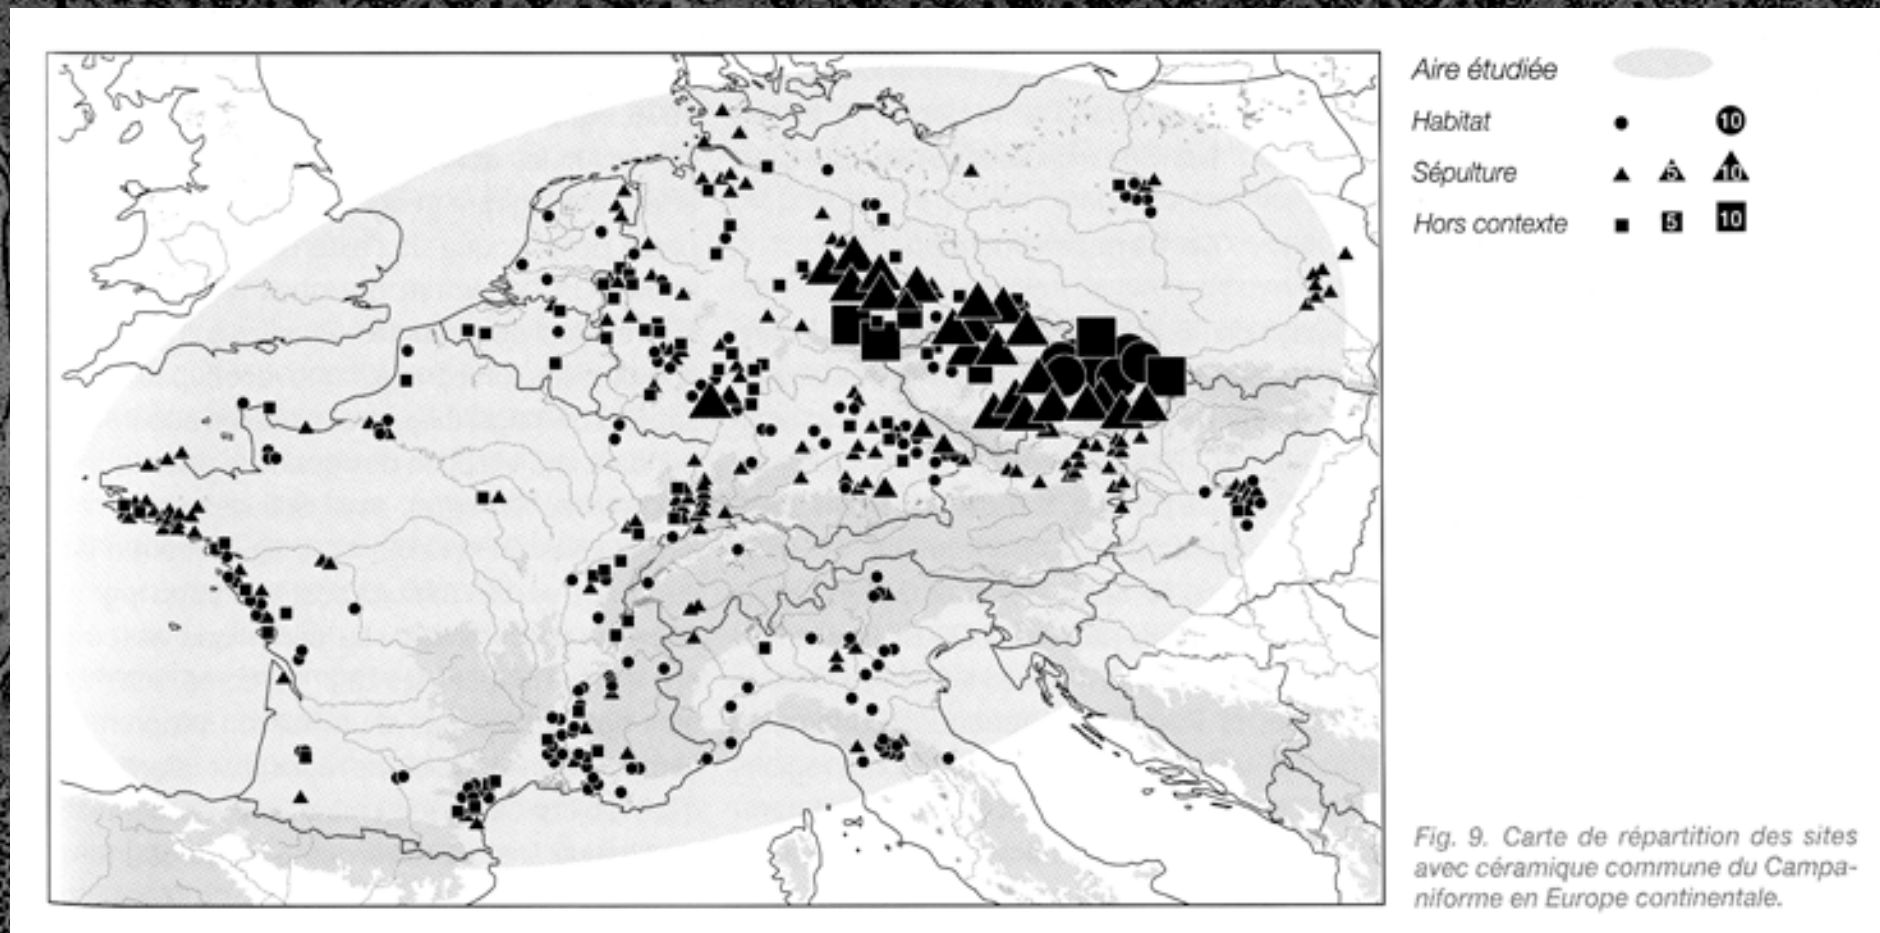 Aire étudiée
Habitat 10
Sépulture 5 10
Hors contexte 5 10
Fig. 9. Carte de répartition des sites
avec céramique commune du Campa-
niforme en Europe continentale.